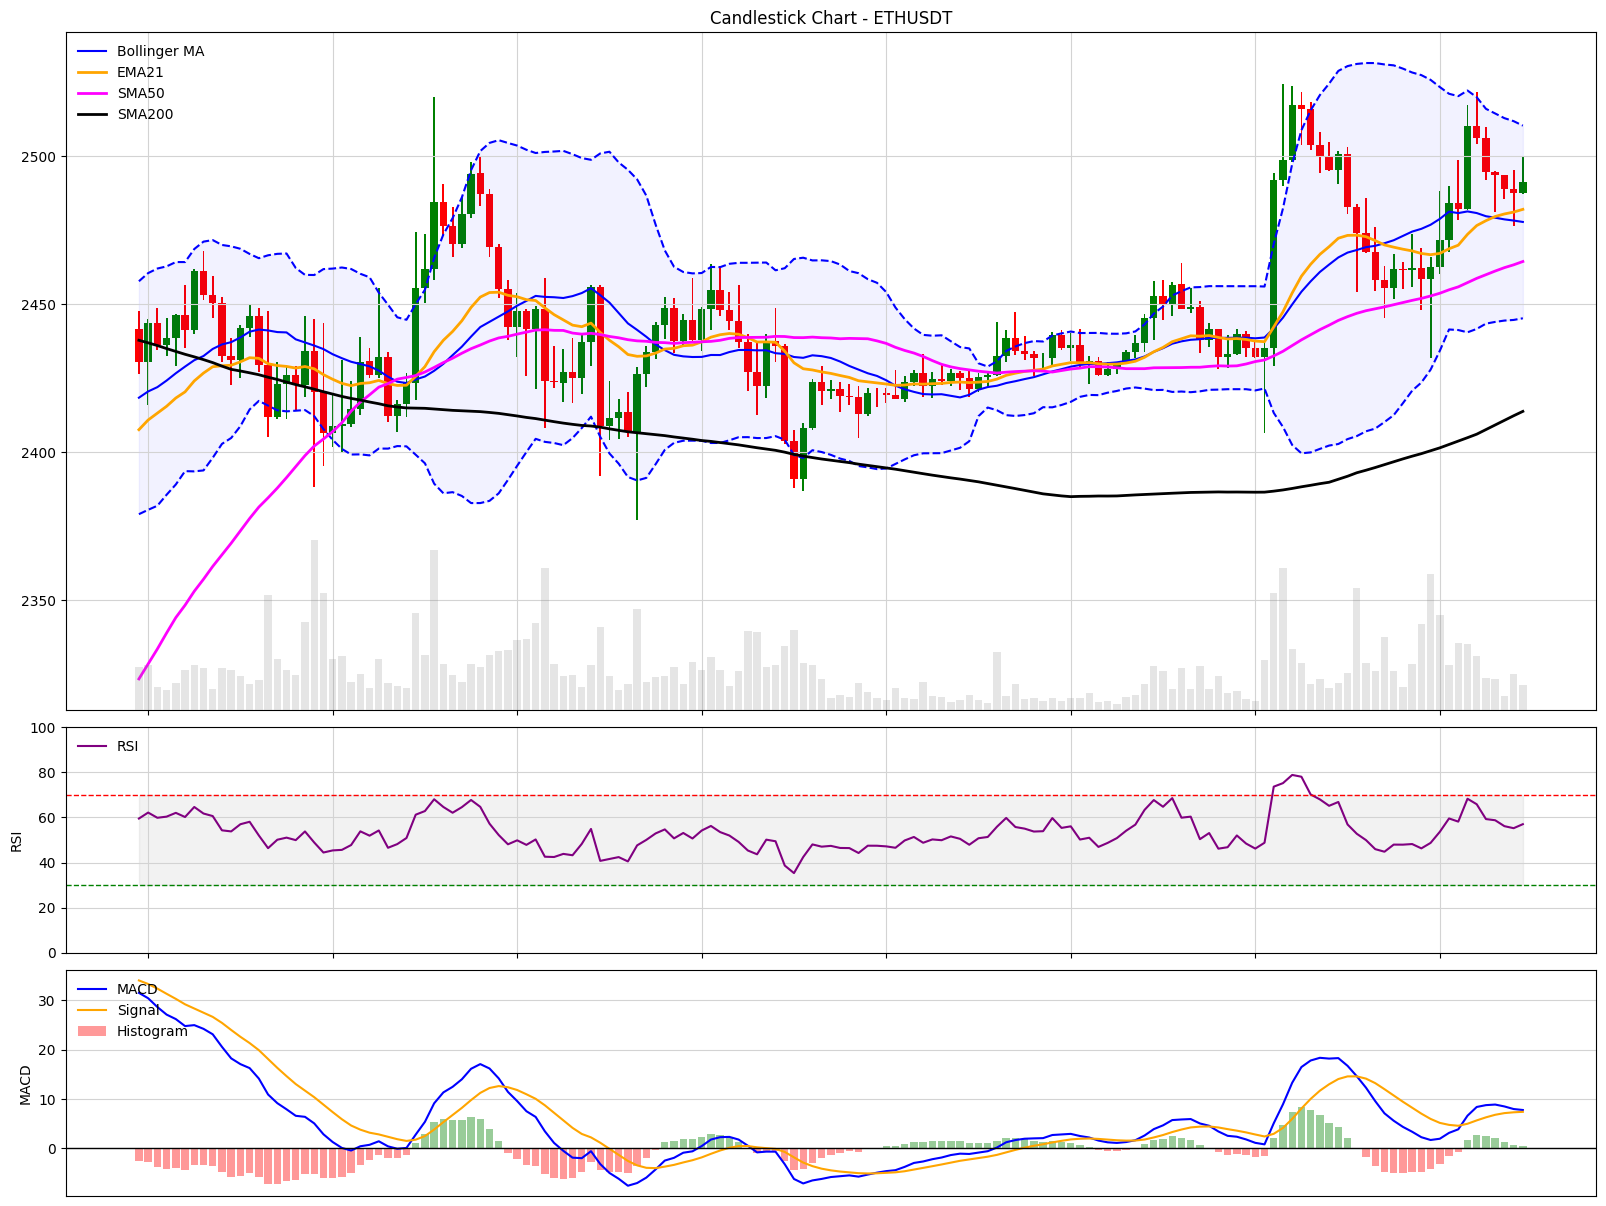 Candlestick Chart - ETHUSDT
Bollinger MA
EMA21
SMA50
SMA200
2500
2450
2400
2350
RSI
100
80
60
40
20
0
RSI
MACD
Signal
Histogram
30
20
10
0
MACD